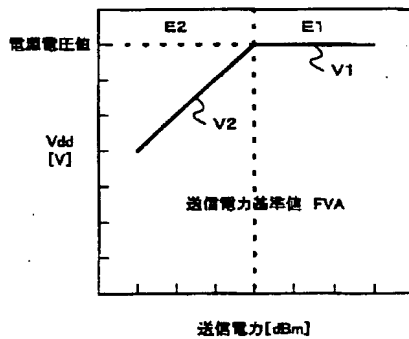 E2
E1
電源電圧値
V1
V2
Vdd
[V]
送信電力基準値 FVA
送信電力[dBm]